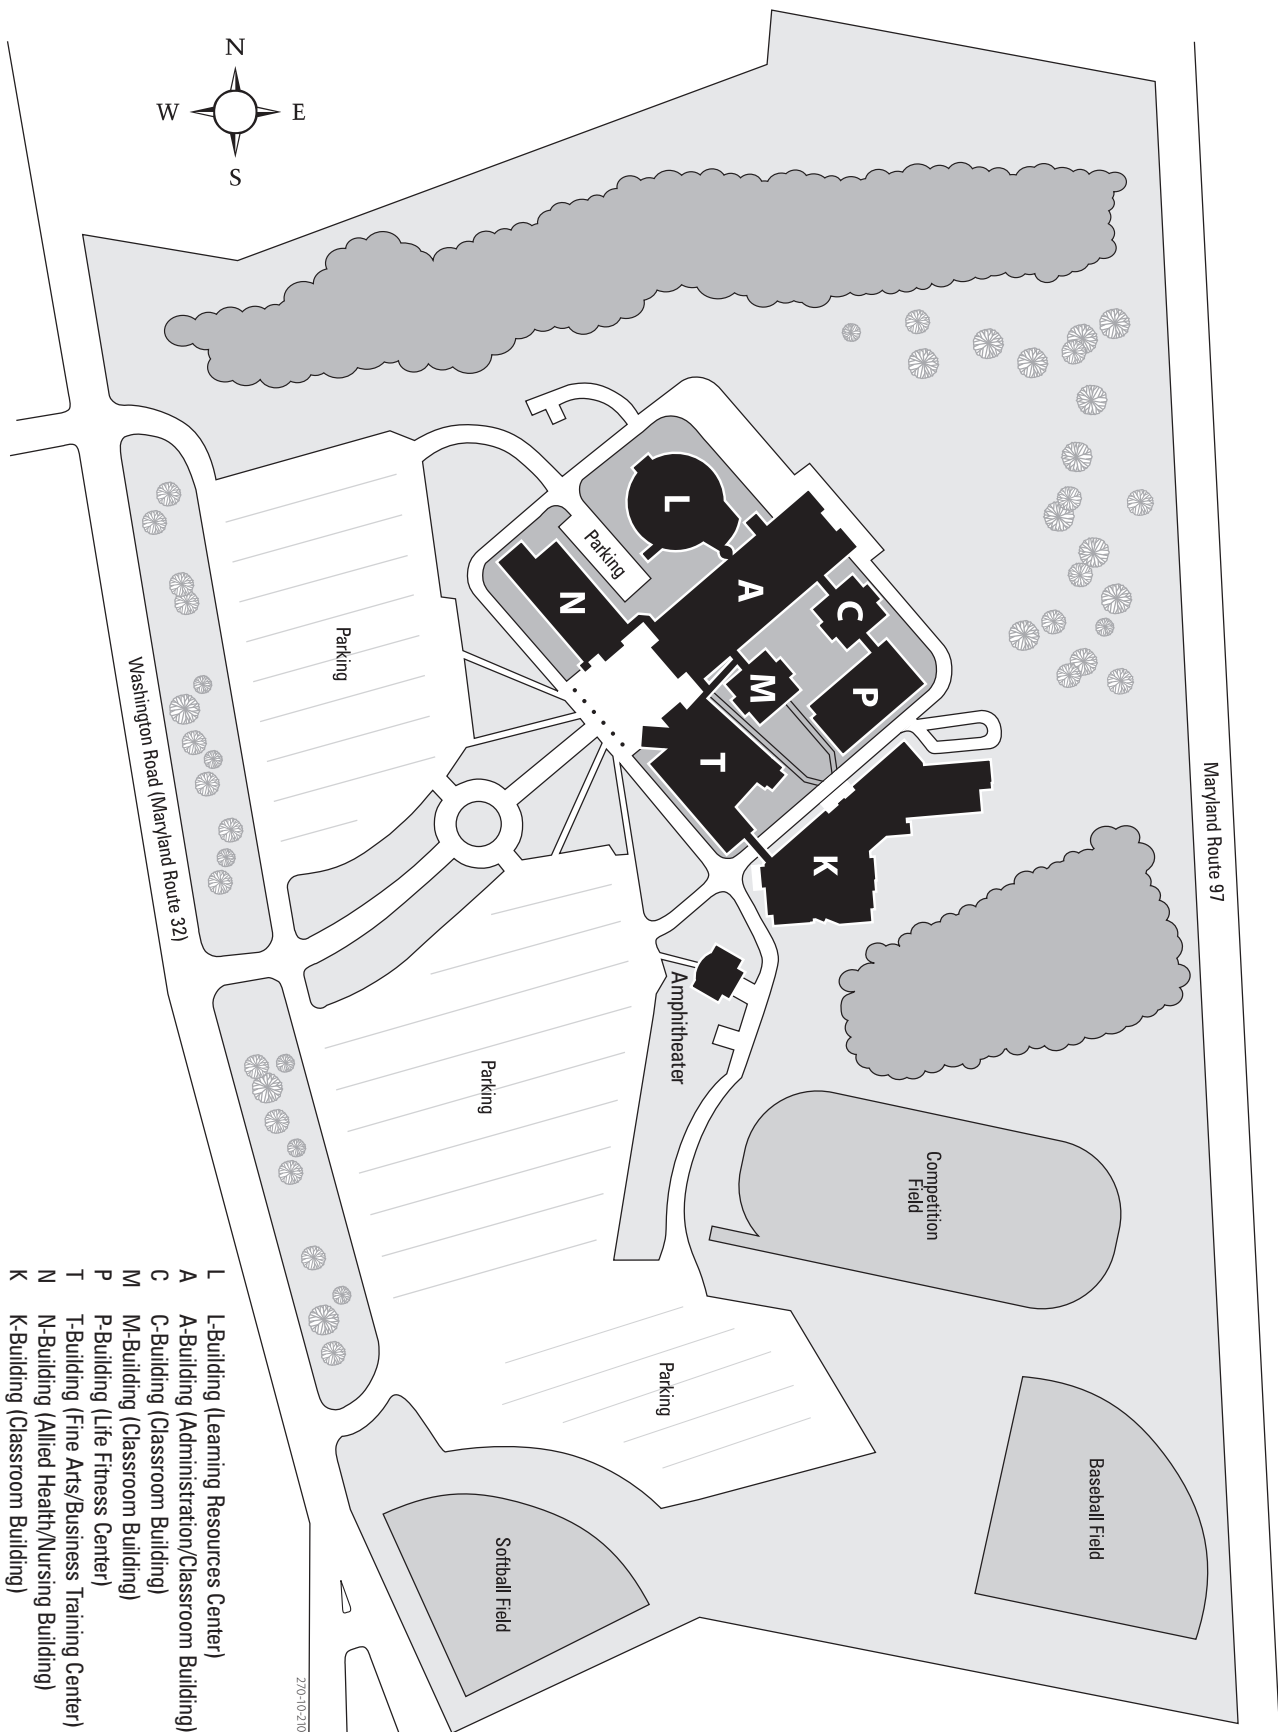 N
W
E
S
Maryland Route 97
Washington Road (Maryland Route 32)
L
A
C
M
P
T
N
K
Parking
Parking
Parking
Parking
Amphitheater
Competition
Field
Baseball Field
Softball Field
L L-Building (Learning Resources Center)
A A-Building (Administration/Classroom Building)
C C-Building (Classroom Building)
M M-Building (Classroom Building)
P P-Building (Life Fitness Center)
T T-Building (Fine Arts/Business Training Center)
N N-Building (Allied Health/Nursing Building)
K K-Building (Classroom Building)
270-10-210